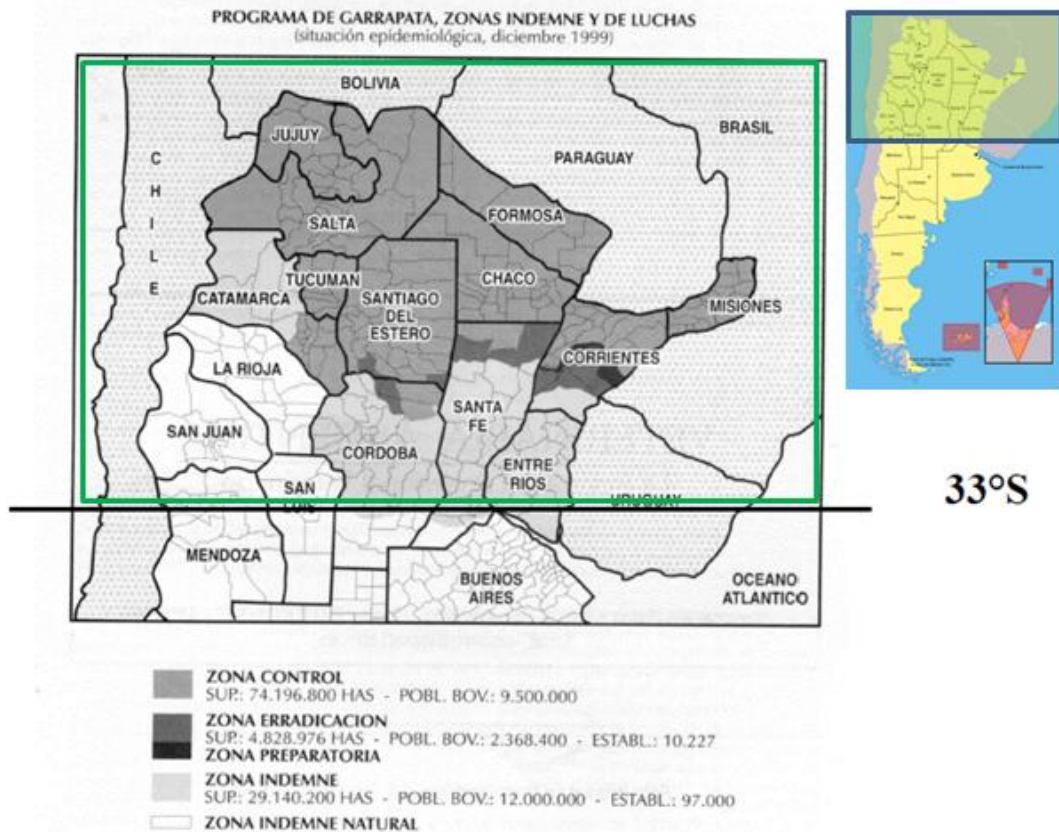 PROGRAMA DE GARRAPATA, ZONAS INDEMNE Y DE LUCHAS
(situación epidemiológica, diciembre 1999)
BOLIVIA
BRASIL
PARAGUAY
CHILE
JUJUY
SALTA
FORMOSA
TUCUMAN
CHACO
CATAMARCA
SANTIAGO
DEL
ESTERO
MISIONES
CORRIENTES
LA RIOJA
SANTA
FE
SAN JUAN
CORDOBA
ENTRE
RIOS
SAN
LUIS
URUGUAY
33°S
MENDOZA
BUENOS
AIRES
OCEANO
ATLANTICO
ZONA CONTROL
SUP.: 74.196.800 HAS - POBL. BOV.: 9.500.000
ZONA ERRADICACION
SUP.: 4.828.976 HAS - POBL. BOV.: 2.368.400 - ESTABL.: 10.227
ZONA PREPARATORIA
ZONA INDEMNE
SUP.: 29.140.200 HAS - POBL. BOV.: 12.000.000 - ESTABL.: 97.000
ZONA INDEMNE NATURAL